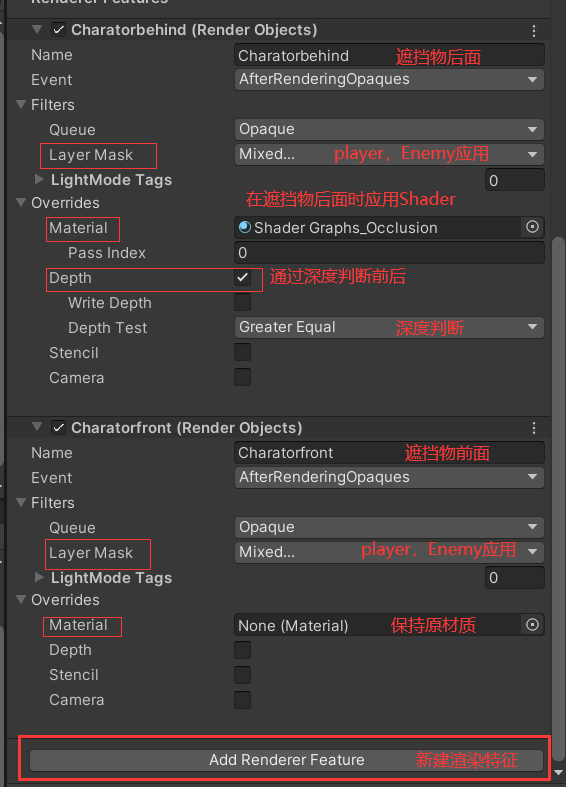 Renderer Features
Charatorbehind (Render Objects)
Name Charatorbehind 遮挡物后面
Event AfterRenderingOpaques
Filters
Queue Opaque
Layer Mask Mixed... player，Enemy应用
LightMode Tags 0
在遮挡物后面时应用Shader
Overrides
Material Shader Graphs_Occlusion
Pass Index 0
Depth 通过深度判断前后
Write Depth
Depth Test Greater Equal 深度判断
Stencil
Camera
Charatorfront (Render Objects)
Name Charatorfront 遮挡物前面
Event AfterRenderingOpaques
Filters
Queue Opaque
Layer Mask Mixed... player，Enemy应用
LightMode Tags 0
Overrides
Material None (Material) 保持原材质
Depth
Stencil
Camera
Add Renderer Feature 新建渲染特征